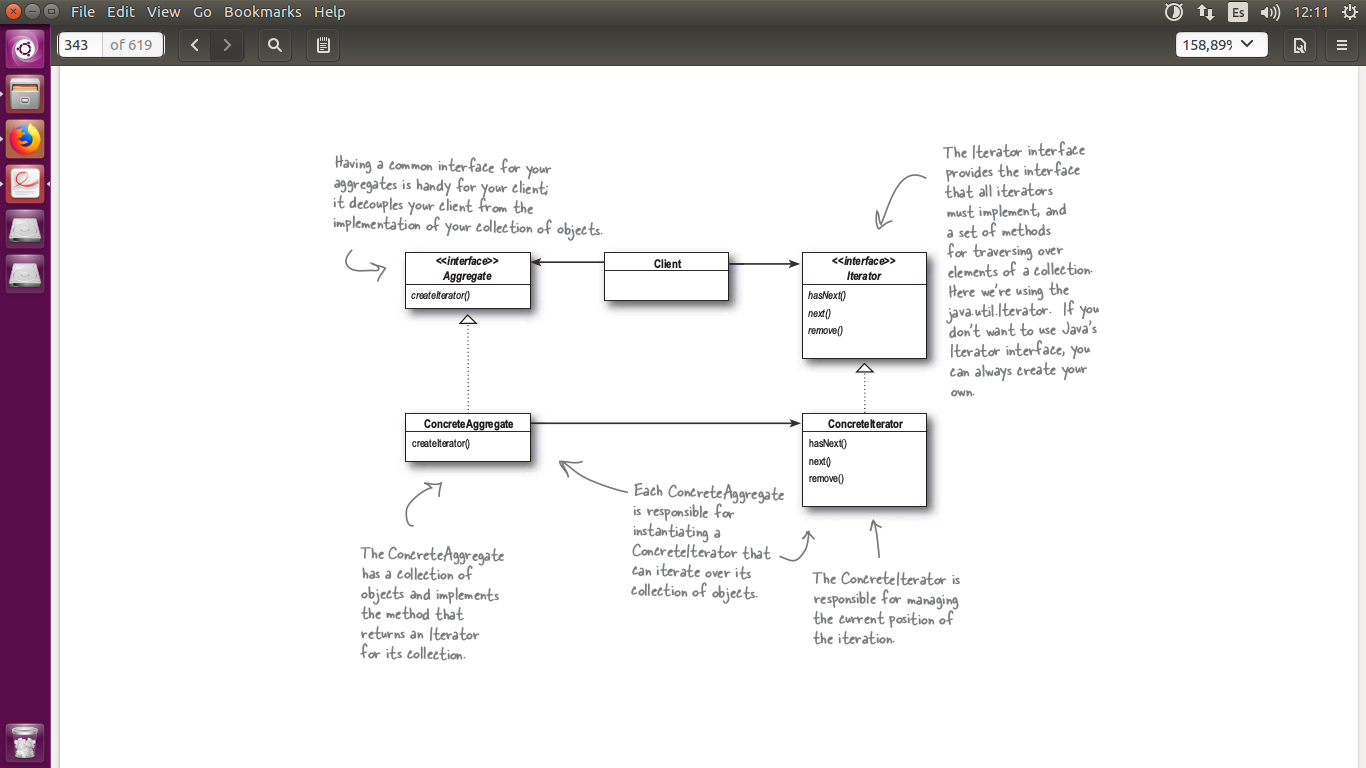 File Edit View Go Bookmarks Help
Es
12:11
343 of 619
158,89%
Having a common interface for your
aggregates is handy for your client;
it decouples your client from the
implementation of your collection of objects.
The Iterator interface
provides the interface
that all iterators
must implement, and
a set of methods
for traversing over
elements of a collection.
Here we're using the
java.util.Iterator. If you
don't want to use Java's
Iterator interface, you
can always create your
own.
<<interface>>
Aggregate
createIterator()
Client
<<interface>>
Iterator
hasNext()
next()
remove()
ConcreteAggregate
createIterator()
ConcreteIterator
hasNext()
next()
remove()
The ConcreteAggregate
has a collection of
objects and implements
the method that
returns an Iterator
for its collection.
Each ConcreteAggregate
is responsible for
instantiating a
ConcreteIterator that
can iterate over its
collection of objects.
The ConcreteIterator is
responsible for managing
the current position of
the iteration.